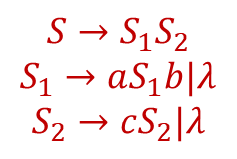 S → S₁S₂
S₁ → aS₁b|λ
S₂ → cS₂|λ